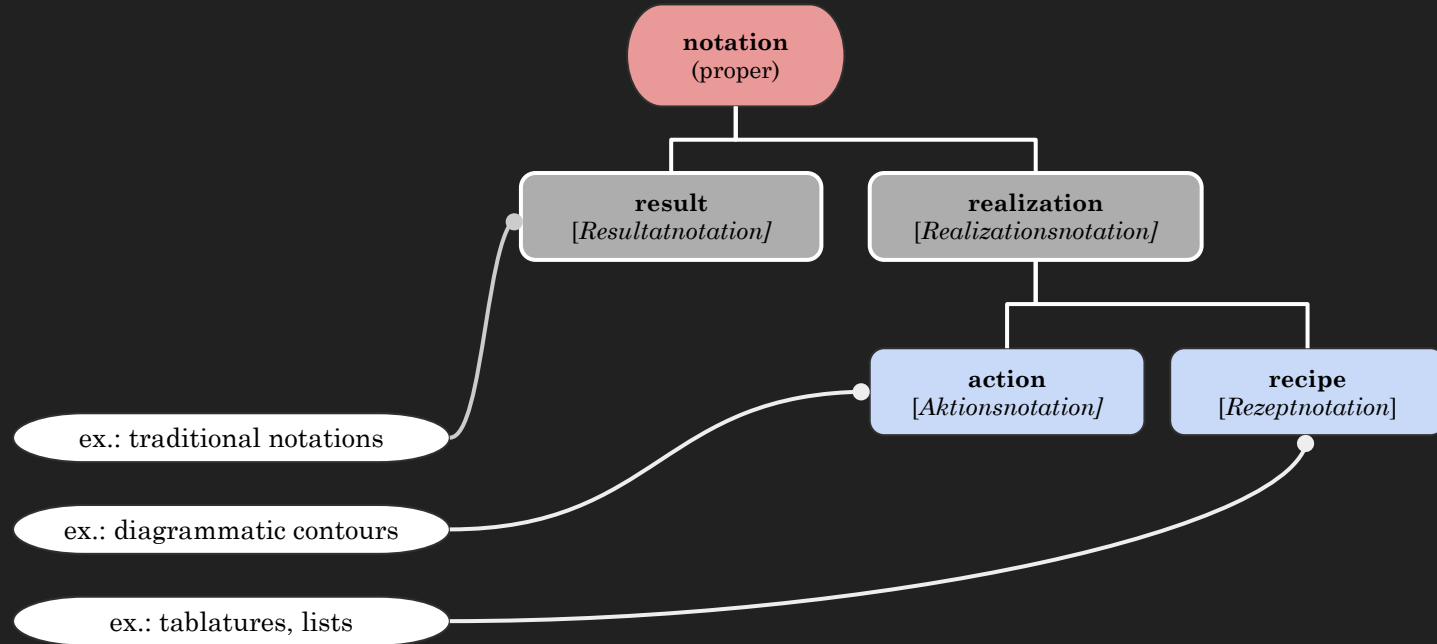 notation
(proper)
result
[Resultatnotation]
realization
[Realizationsnotation]
action
[Aktionsnotation]
recipe
[Rezeptnotation]
ex.: traditional notations
ex.: diagrammatic contours
ex.: tablatures, lists